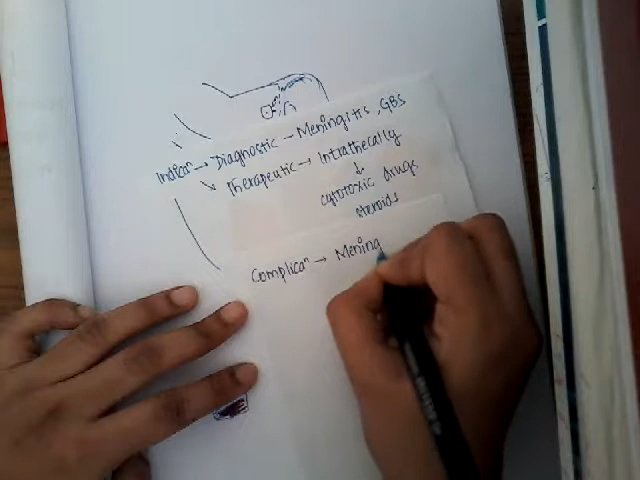 Indicaⁿ → Diagnostic – Meningitis, GBS
↘ Therapeutic → Intrathecally
↓
cytotoxic drugs
steroids
Complicaⁿ → Mening